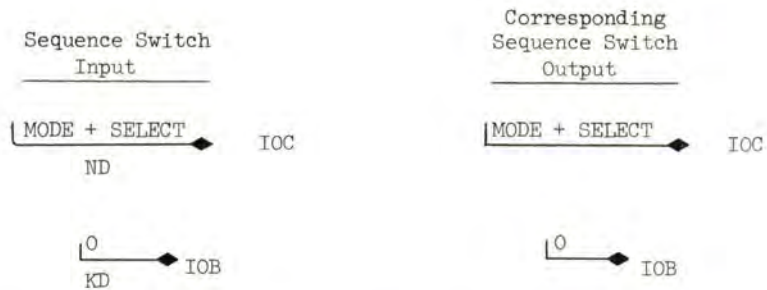 Sequence Switch
Input
Corresponding
Sequence Switch
Output
MODE + SELECT
IOC
ND
MODE + SELECT
IOC
0
IOB
KD
0
IOB